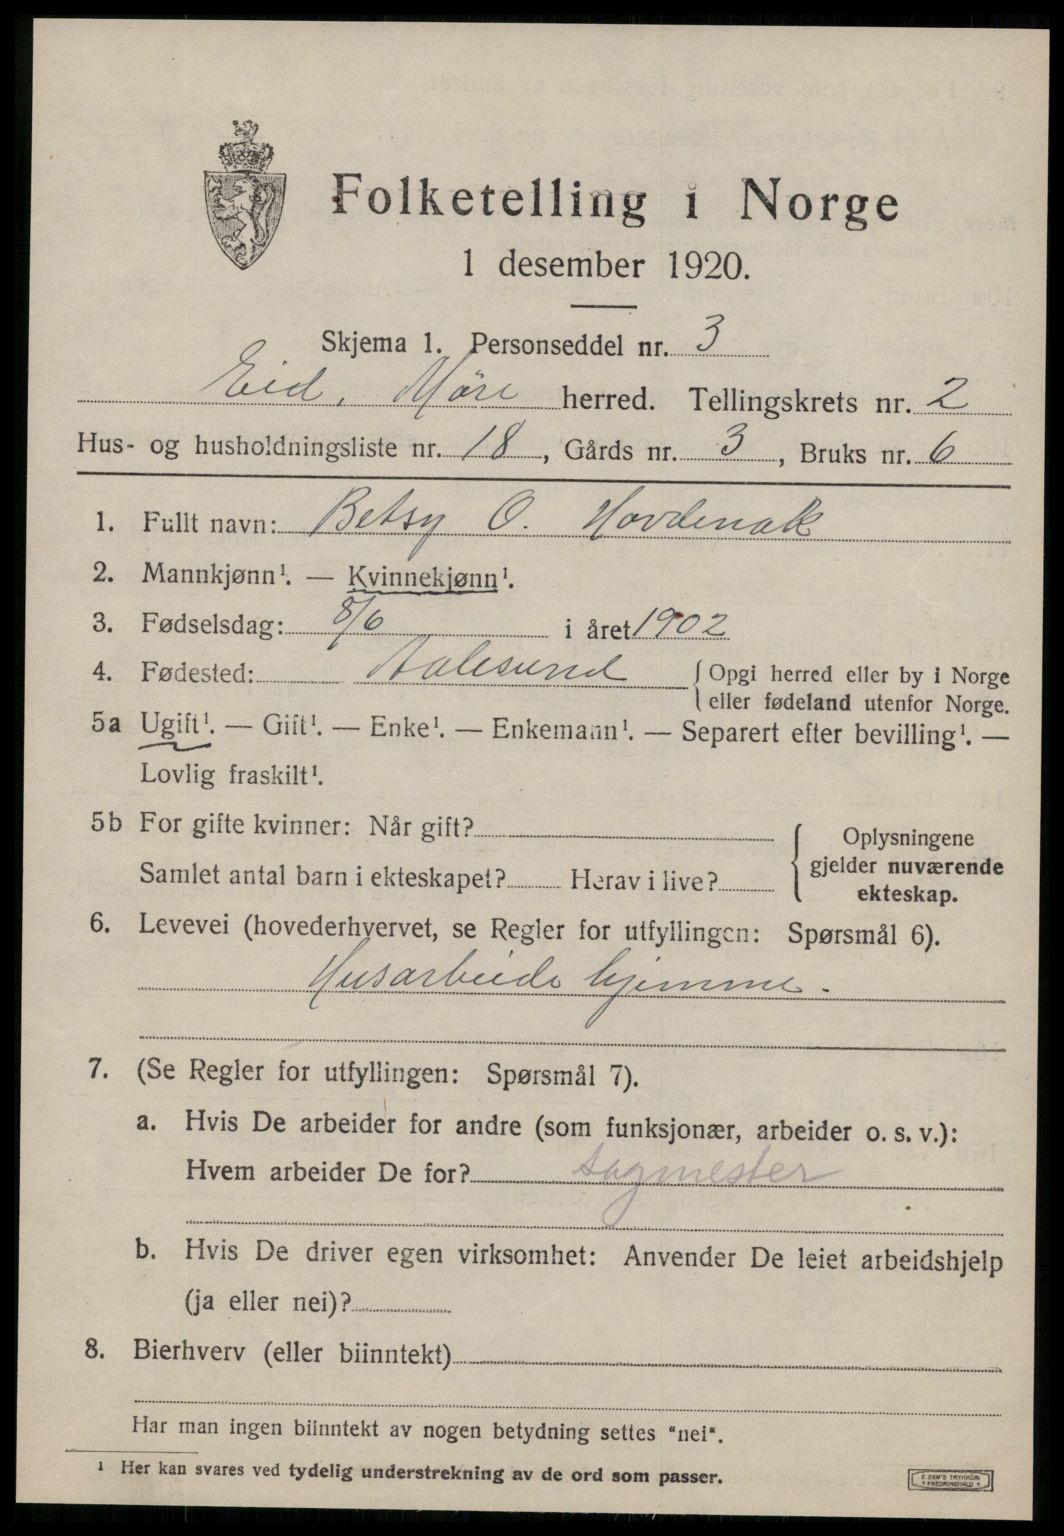 Folketelling i Norge
1 desember 1920.
Skjema 1. Personseddel nr. 3
Eid, Möre herred. Tellingskrets nr. 2
Hus- og husholdningsliste nr. 18, Gårds nr. 3, Bruks nr. 6
1. Fullt navn: Betsy O. Hovdenak
2. Mannkjønn¹. — Kvinnekjønn¹.
3. Fødselsdag: 8/6 i året 1902
4. Fødested: Aalesund { Opgi herred eller by i Norge
eller fødeland utenfor Norge.
5a Ugift¹. — Gift¹. — Enke¹. — Enkemann¹. — Separert efter bevilling¹. —
Lovlig fraskilt¹.
5b For gifte kvinner: Når gift?
Samlet antal barn i ekteskapet? Herav i live?
{ Oplysningene
gjelder nuværende
ekteskap.
6. Levevei (hovederhvervet, se Regler for utfyllingen: Spørsmål 6).
Husarbeide hjemme.
7. (Se Regler for utfyllingen: Spørsmål 7).
a. Hvis De arbeider for andre (som funksjonær, arbeider o. s. v.):
Hvem arbeider De for? sagmester
b. Hvis De driver egen virksomhet: Anvender De leiet arbeidshjelp
(ja eller nei)?
8. Bierhverv (eller biinntekt)
Har man ingen biinntekt av nogen betydning settes "nei".
¹ Her kan svares ved tydelig understrekning av de ord som passer.